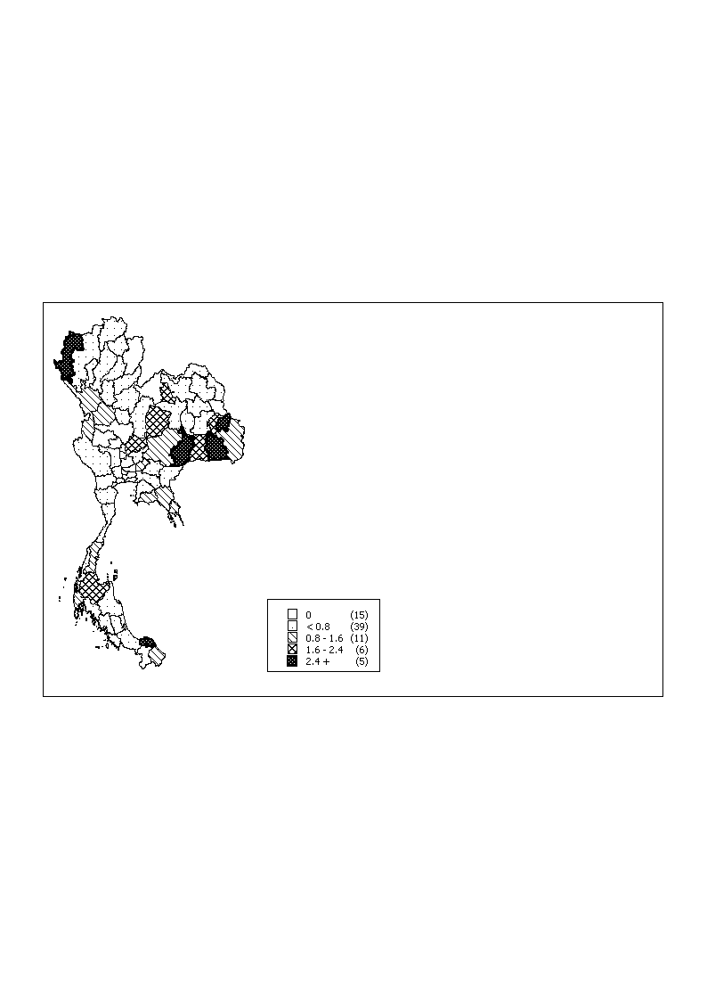 0 (15)
< 0.8 (39)
0.8 - 1.6 (11)
1.6 - 2.4 (6)
2.4 + (5)